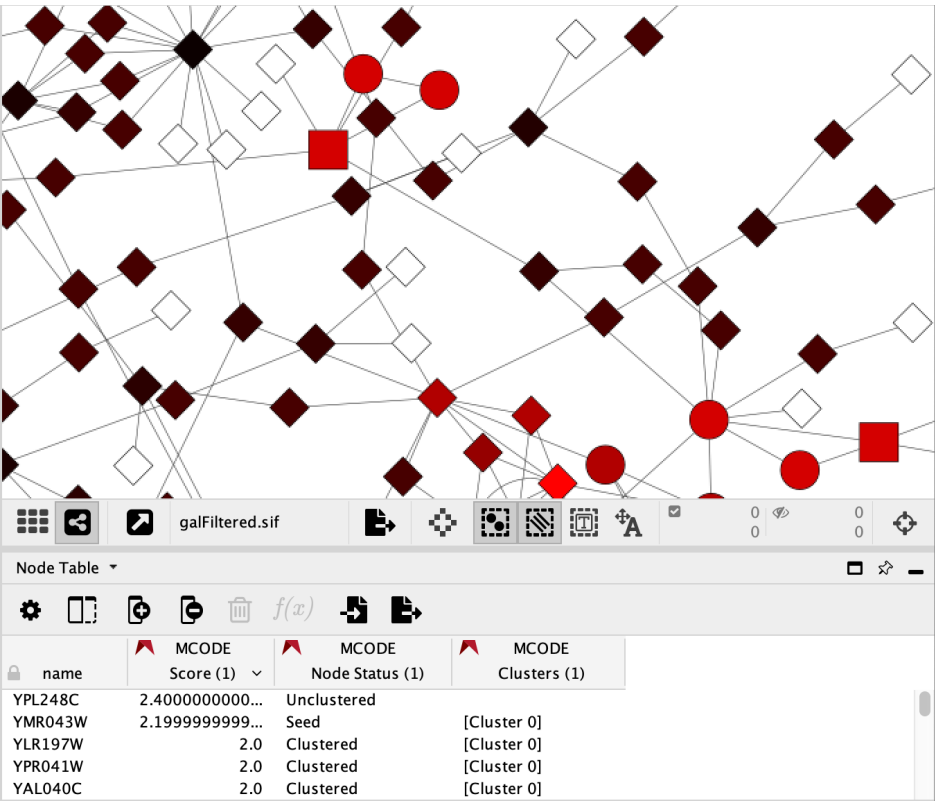 galFiltered.sif
T
A
0
0
0
0
Node Table
f(x)
name
MCODE
Score (1)
MCODE
Node Status (1)
MCODE
Clusters (1)
YPL248C 2.4000000000... Unclustered
YMR043W 2.1999999999... Seed [Cluster 0]
YLR197W 2.0 Clustered [Cluster 0]
YPR041W 2.0 Clustered [Cluster 0]
YAL040C 2.0 Clustered [Cluster 0]